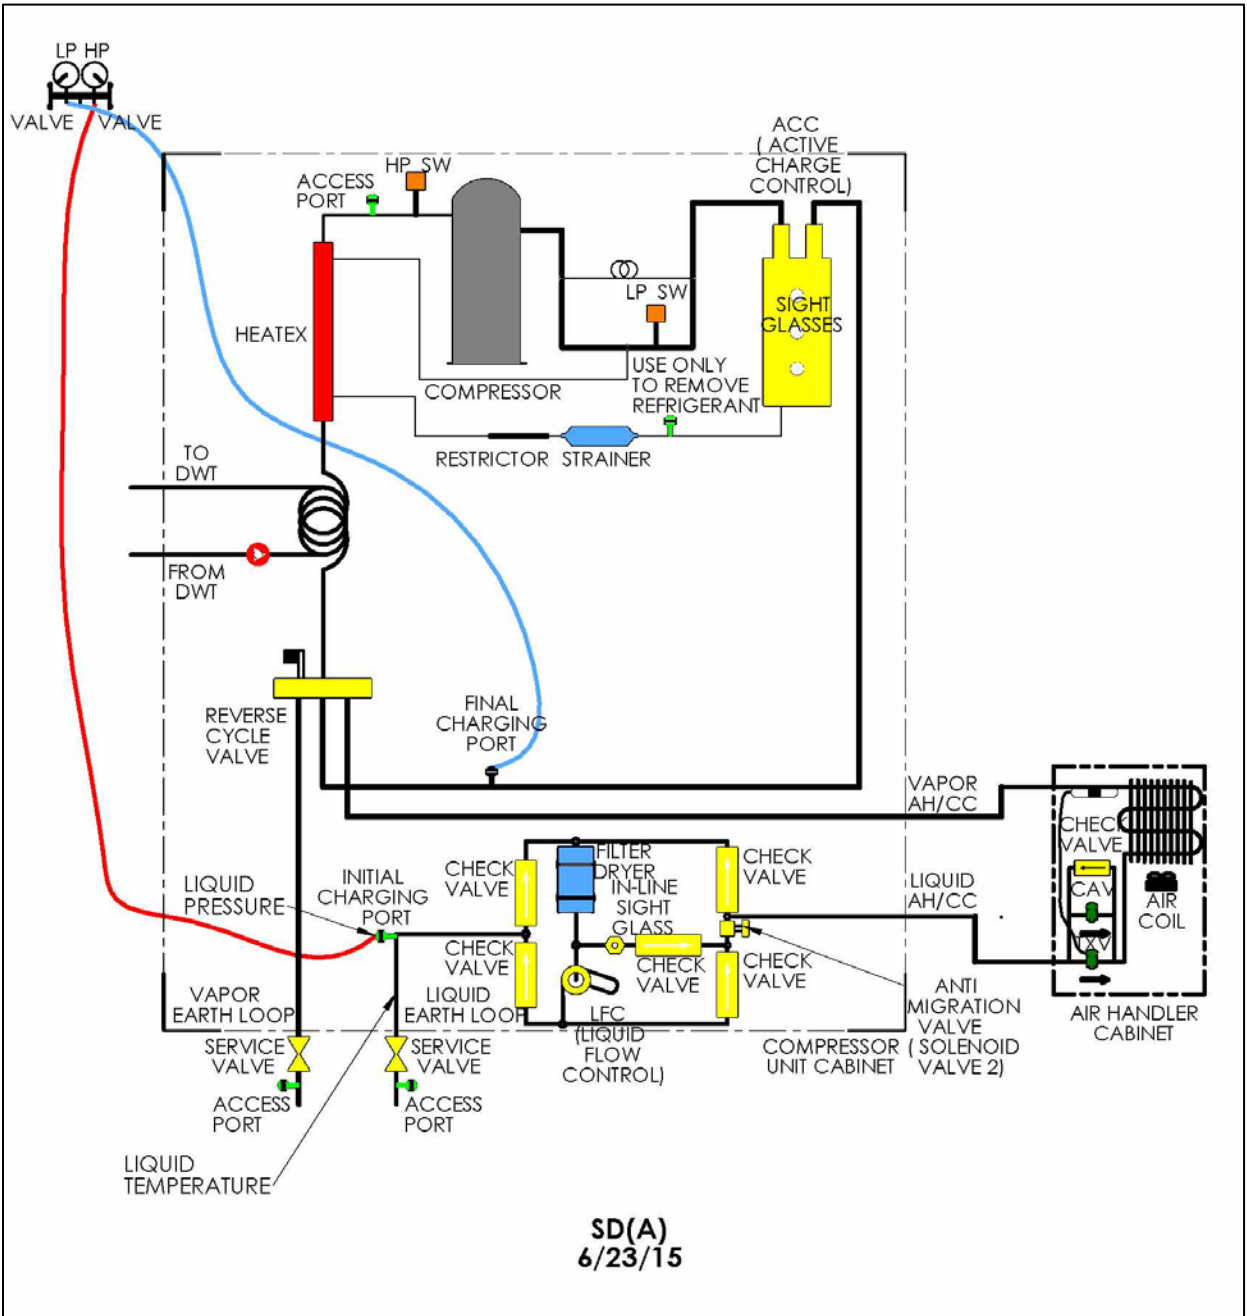 LP HP
VALVE VALVE
ACC
( ACTIVE
CHARGE
CONTROL)
HP SW
ACCESS
PORT
LP SW
SIGHT
GLASSES
HEATEX
USE ONLY
TO REMOVE
REFRIGERANT
COMPRESSOR
RESTRICTOR
STRAINER
TO
DWT
FROM
DWT
REVERSE
CYCLE
VALVE
FINAL
CHARGING
PORT
VAPOR
AH/CC
CHECK
VALVE
CAV
TXV
AIR
COIL
LIQUID
AH/CC
LIQUID
PRESSURE
INITIAL
CHARGING
PORT
CHECK
VALVE
FILTER
DRYER
IN-LINE
SIGHT
GLASS
CHECK
VALVE
CHECK
VALVE
CHECK
VALVE
CHECK
VALVE
VAPOR
EARTH LOOP
LIQUID
EARTH LOOP
LFC
(LIQUID
FLOW
CONTROL)
ANTI
MIGRATION
VALVE
( SOLENOID
VALVE 2)
AIR HANDLER
CABINET
SERVICE
VALVE
SERVICE
VALVE
COMPRESSOR
UNIT CABINET
ACCESS
PORT
ACCESS
PORT
LIQUID
TEMPERATURE
SD(A)
6/23/15